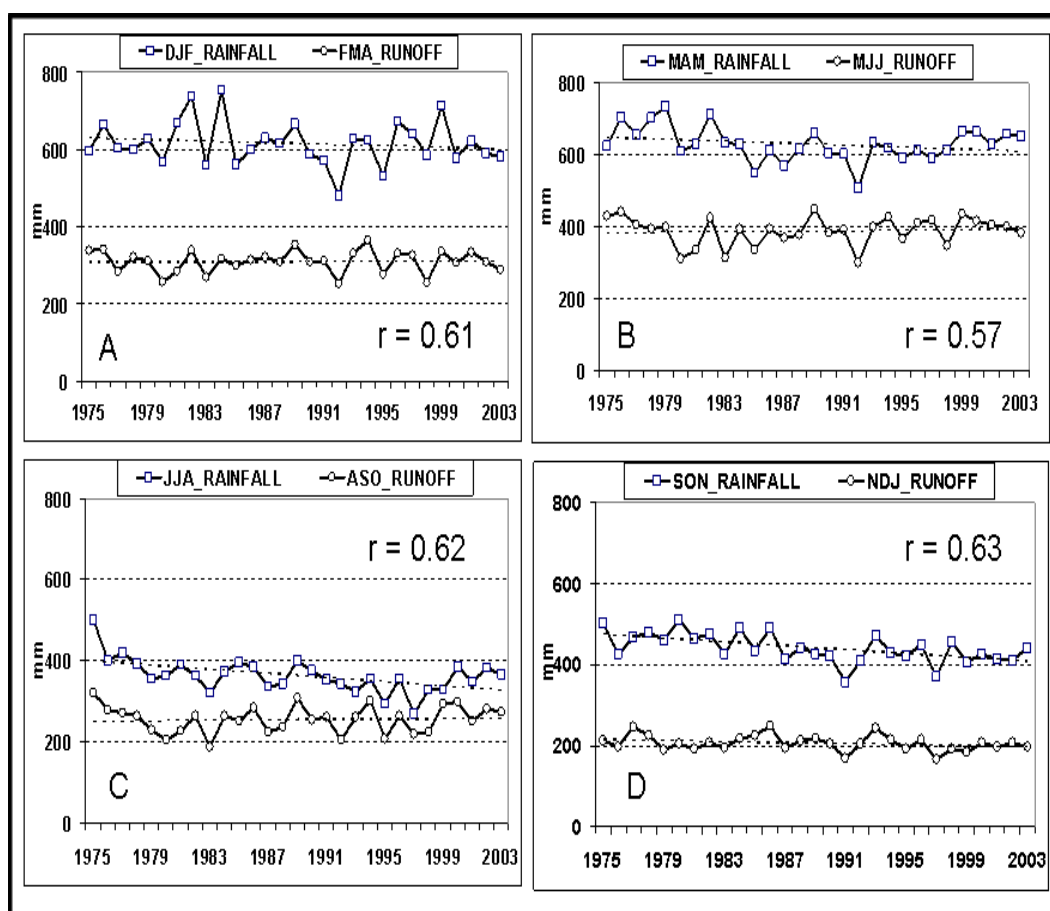 DJF_RAINFALL FMA_RUNOFF
800
600
400
200
0
mm
A
r = 0.61
1975 1979 1983 1987 1991 1995 1999 2003
MAM_RAINFALL MJJ_RUNOFF
800
600
400
200
0
mm
B
r = 0.57
1975 1979 1983 1987 1991 1995 1999 2003
JJA_RAINFALL ASO_RUNOFF
800
600
400
200
0
mm
r = 0.62
C
1975 1979 1983 1987 1991 1995 1999 2003
SON_RAINFALL NDJ_RUNOFF
800
600
400
200
0
mm
r = 0.63
D
1975 1979 1983 1987 1991 1995 1999 2003